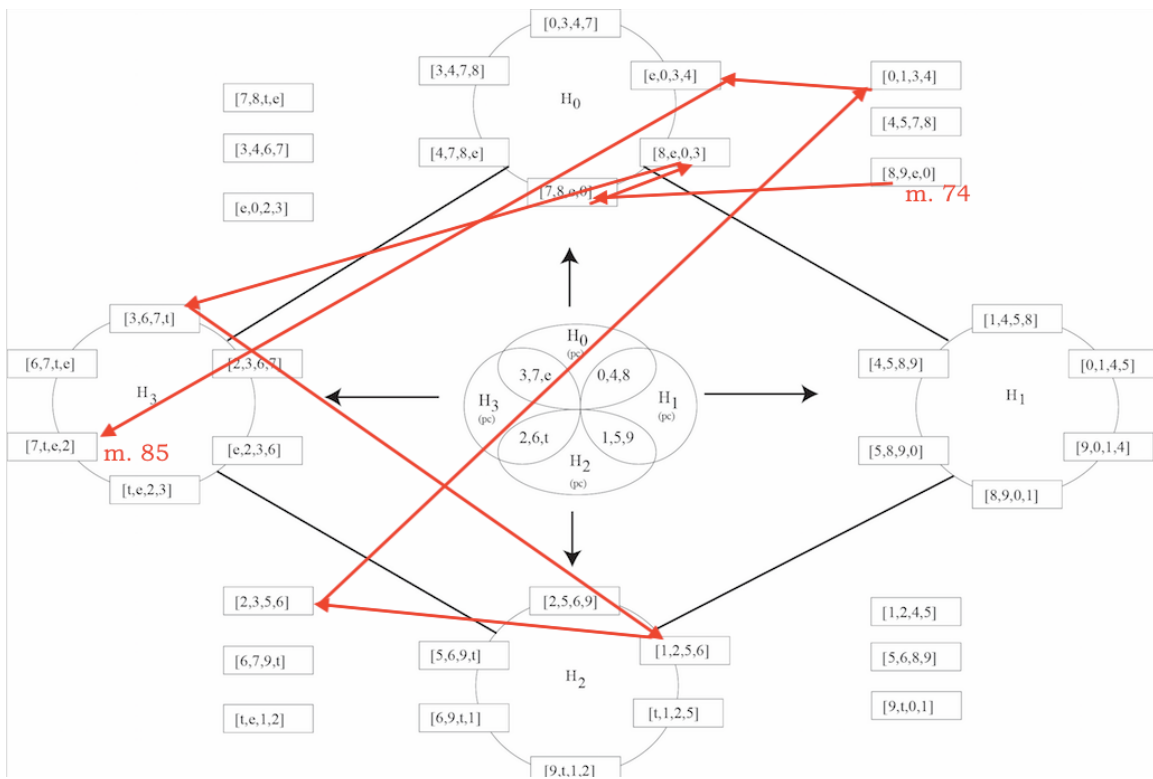 [0,3,4,7]
[3,4,7,8]
[e,0,3,4]
[0,1,3,4]
[7,8,t,e]
H0
[4,5,7,8]
[3,4,6,7]
[4,7,8,e]
[8,e,0,3]
[8,9,e,0]
[7,8,e,0]
m. 74
[e,0,2,3]
[3,6,7,t]
[1,4,5,8]
H0
(pc)
[6,7,t,e]
[2,3,6,7]
3,7,e
0,4,8
[4,5,8,9]
[0,1,4,5]
H3
H3
(pc)
H1
(pc)
H1
[7,t,e,2]
m. 85
[e,2,3,6]
2,6,t
1,5,9
[5,8,9,0]
[9,0,1,4]
H2
(pc)
[t,e,2,3]
[8,9,0,1]
[2,3,5,6]
[2,5,6,9]
[1,2,4,5]
[5,6,9,t]
[1,2,5,6]
[6,7,9,t]
[5,6,8,9]
H2
[t,e,1,2]
[6,9,t,1]
[t,1,2,5]
[9,t,0,1]
[9,t,1,2]